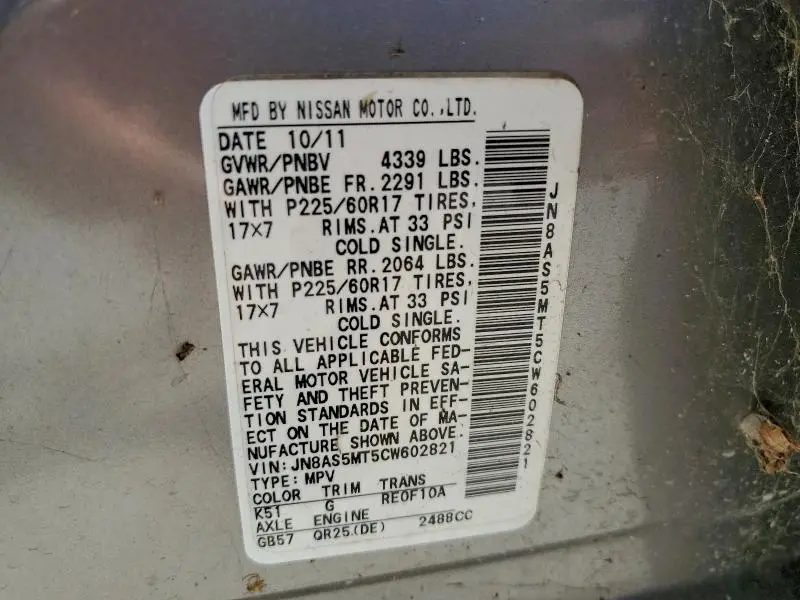 MFD BY NISSAN MOTOR CO.,LTD.
DATE 10/11
GVWR/PNBV 4339 LBS.
GAWR/PNBE FR. 2291 LBS.
WITH P225/60R17 TIRES,
17×7 RIMS.AT 33 PSI
COLD SINGLE.
GAWR/PNBE RR. 2064 LBS.
WITH P225/60R17 TIRES,
17×7 RIMS.AT 33 PSI
COLD SINGLE.
THIS VEHICLE CONFORMS
TO ALL APPLICABLE FED-
ERAL MOTOR VEHICLE SA-
FETY AND THEFT PREVEN-
TION STANDARDS IN EFF-
ECT ON THE DATE OF MA-
NUFACTURE SHOWN ABOVE.
VIN: JN8AS5MT5CW602821
TYPE: MPV
COLOR TRIM TRANS
K51 G RE0F10A
AXLE ENGINE
GB57 QR25(DE) 2488CC
JN8AS5MT5CW602821